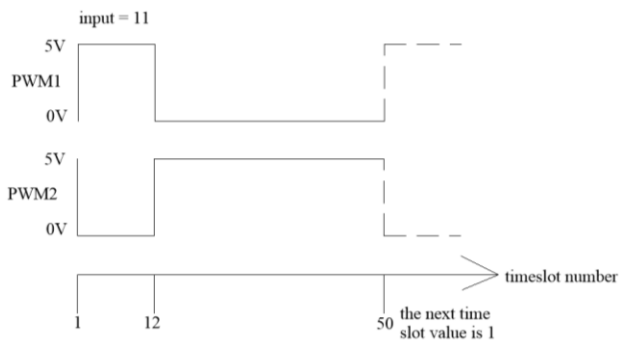 input = 11
5V
PWM1
0V
5V
PWM2
0V
timeslot number
1
12
50
the next time
slot value is 1